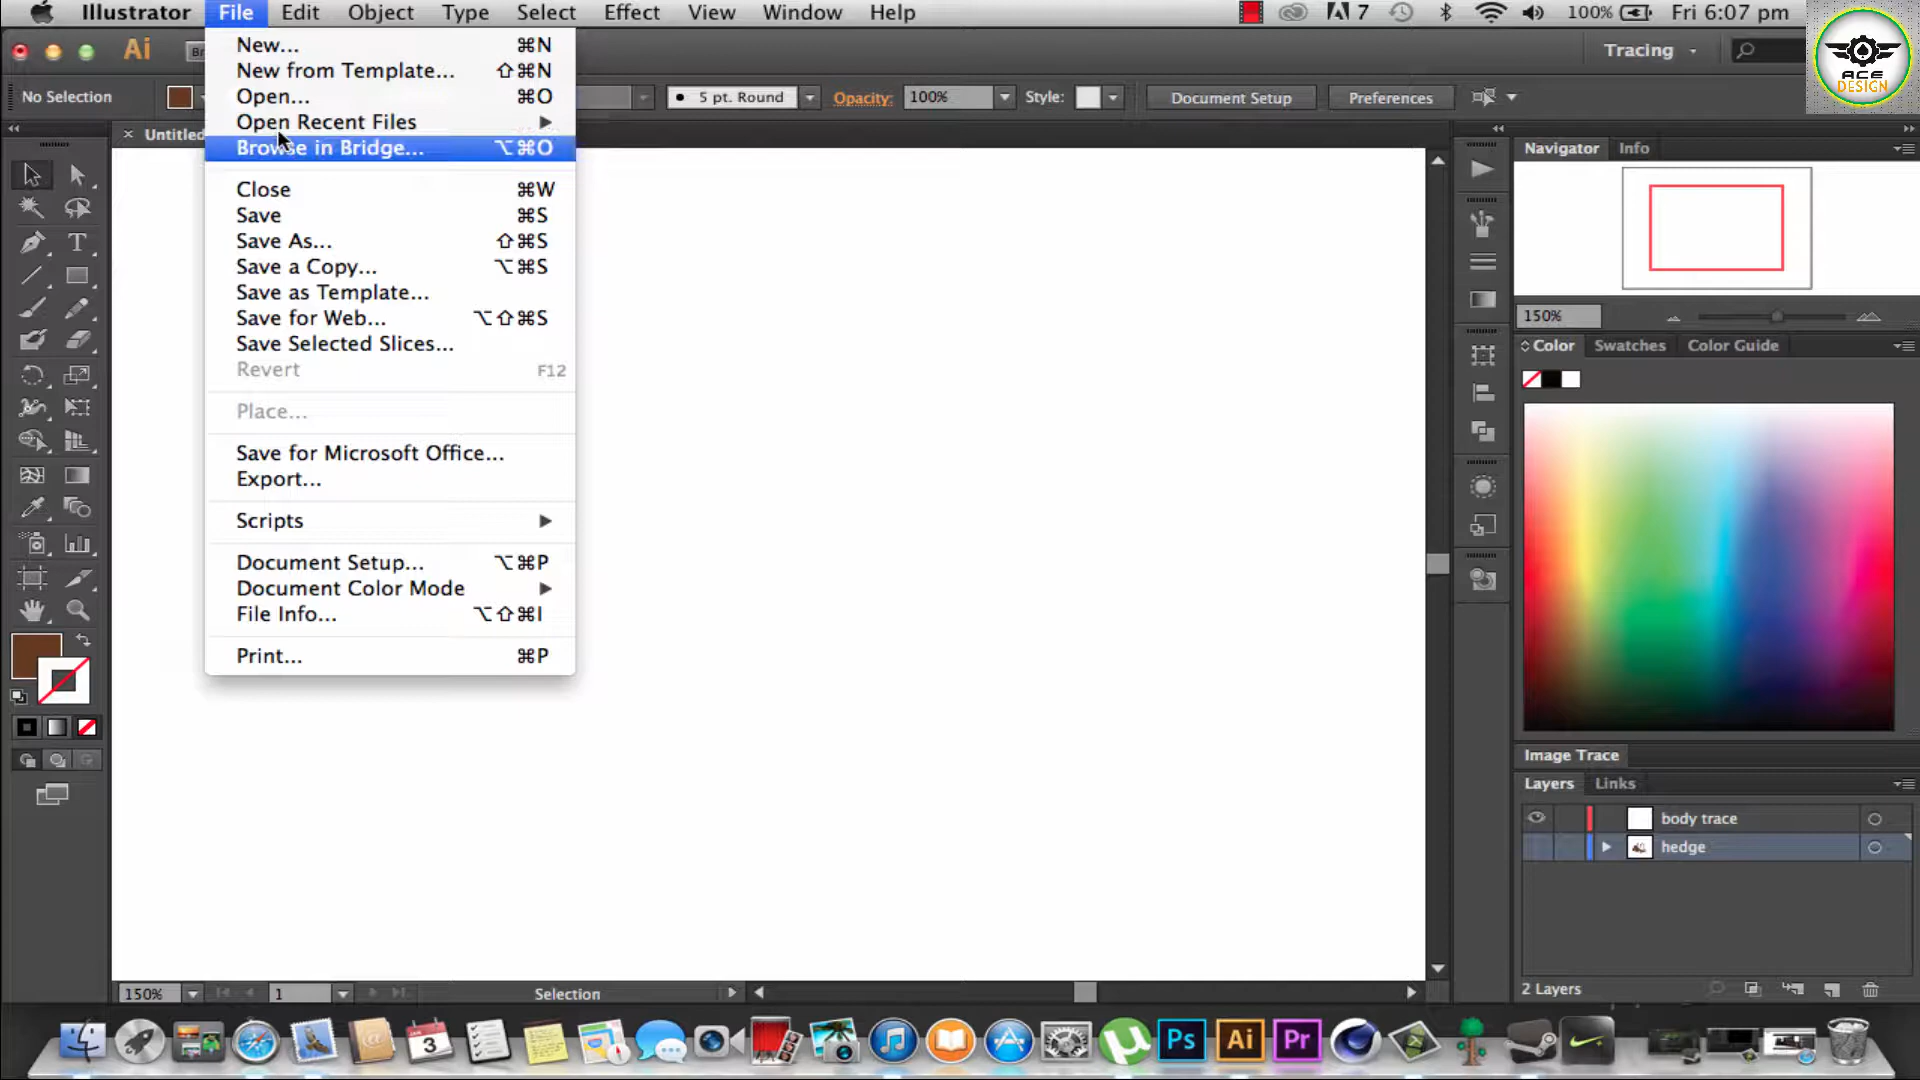 Illustrator File Edit Object Type Select Effect View Window Help 7 100% Fri 6:07 pm
Ai Br Tracing
ACE
DESIGN
No Selection 5 pt. Round Opacity: 100% Style: Document Setup Preferences
Untitled
New... ⌘N
New from Template... ⇧⌘N
Open... ⌘O
Open Recent Files
Browse in Bridge... ⌥⌘O
Close ⌘W
Save ⌘S
Save As... ⇧⌘S
Save a Copy... ⌥⌘S
Save as Template...
Save for Web... ⌥⇧⌘S
Save Selected Slices...
Revert F12
Place...
Save for Microsoft Office...
Export...
Scripts
Document Setup... ⌥⌘P
Document Color Mode
File Info... ⌥⇧⌘I
Print... ⌘P
Navigator Info
150%
Color Swatches Color Guide
Image Trace
Layers Links
body trace
hedge
2 Layers
150% 1 Selection
JAN
3
Ps Ai Pr